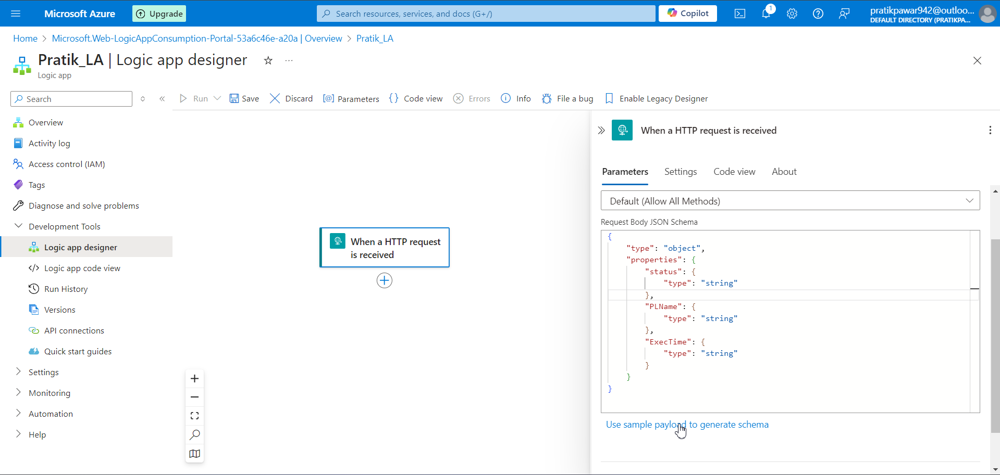 Microsoft Azure
Upgrade
Search resources, services, and docs (G+/)
Copilot
1
pratikpawar942@outloo...
DEFAULT DIRECTORY (PRATIKPA...
Home > Microsoft.Web-LogicAppConsumption-Portal-53a6c46e-a20a | Overview > Pratik_LA
Pratik_LA | Logic app designer
Logic app
Search
Run
Save
Discard
Parameters
Code view
Errors
Info
File a bug
Enable Legacy Designer
Overview
Activity log
Access control (IAM)
Tags
Diagnose and solve problems
Development Tools
Logic app designer
Logic app code view
Run History
Versions
API connections
Quick start guides
Settings
Monitoring
Automation
Help
When a HTTP request
is received
When a HTTP request is received
Parameters
Settings
Code view
About
Default (Allow All Methods)
Request Body JSON Schema
{
"type": "object",
"properties": {
"status": {
"type": "string"
},
"PLName": {
"type": "string"
},
"ExecTime": {
"type": "string"
}
}
}
Use sample payload to generate schema